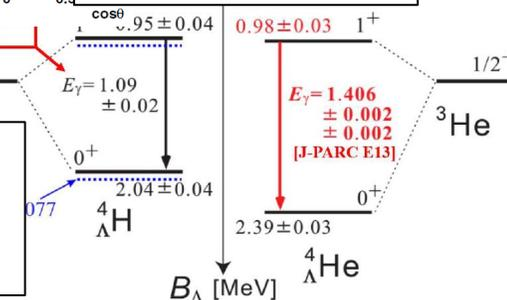 cosθ
0.95 ± 0.04
0.98 ± 0.03
1⁺
1/2⁻
Eγ = 1.09
± 0.02
Eγ = 1.406
± 0.002
± 0.002
[J-PARC E13]
³He
0⁺
0⁺
2.04 ± 0.04
077
2.39 ± 0.03
⁴ΛH
⁴ΛHe
BΛ [MeV]